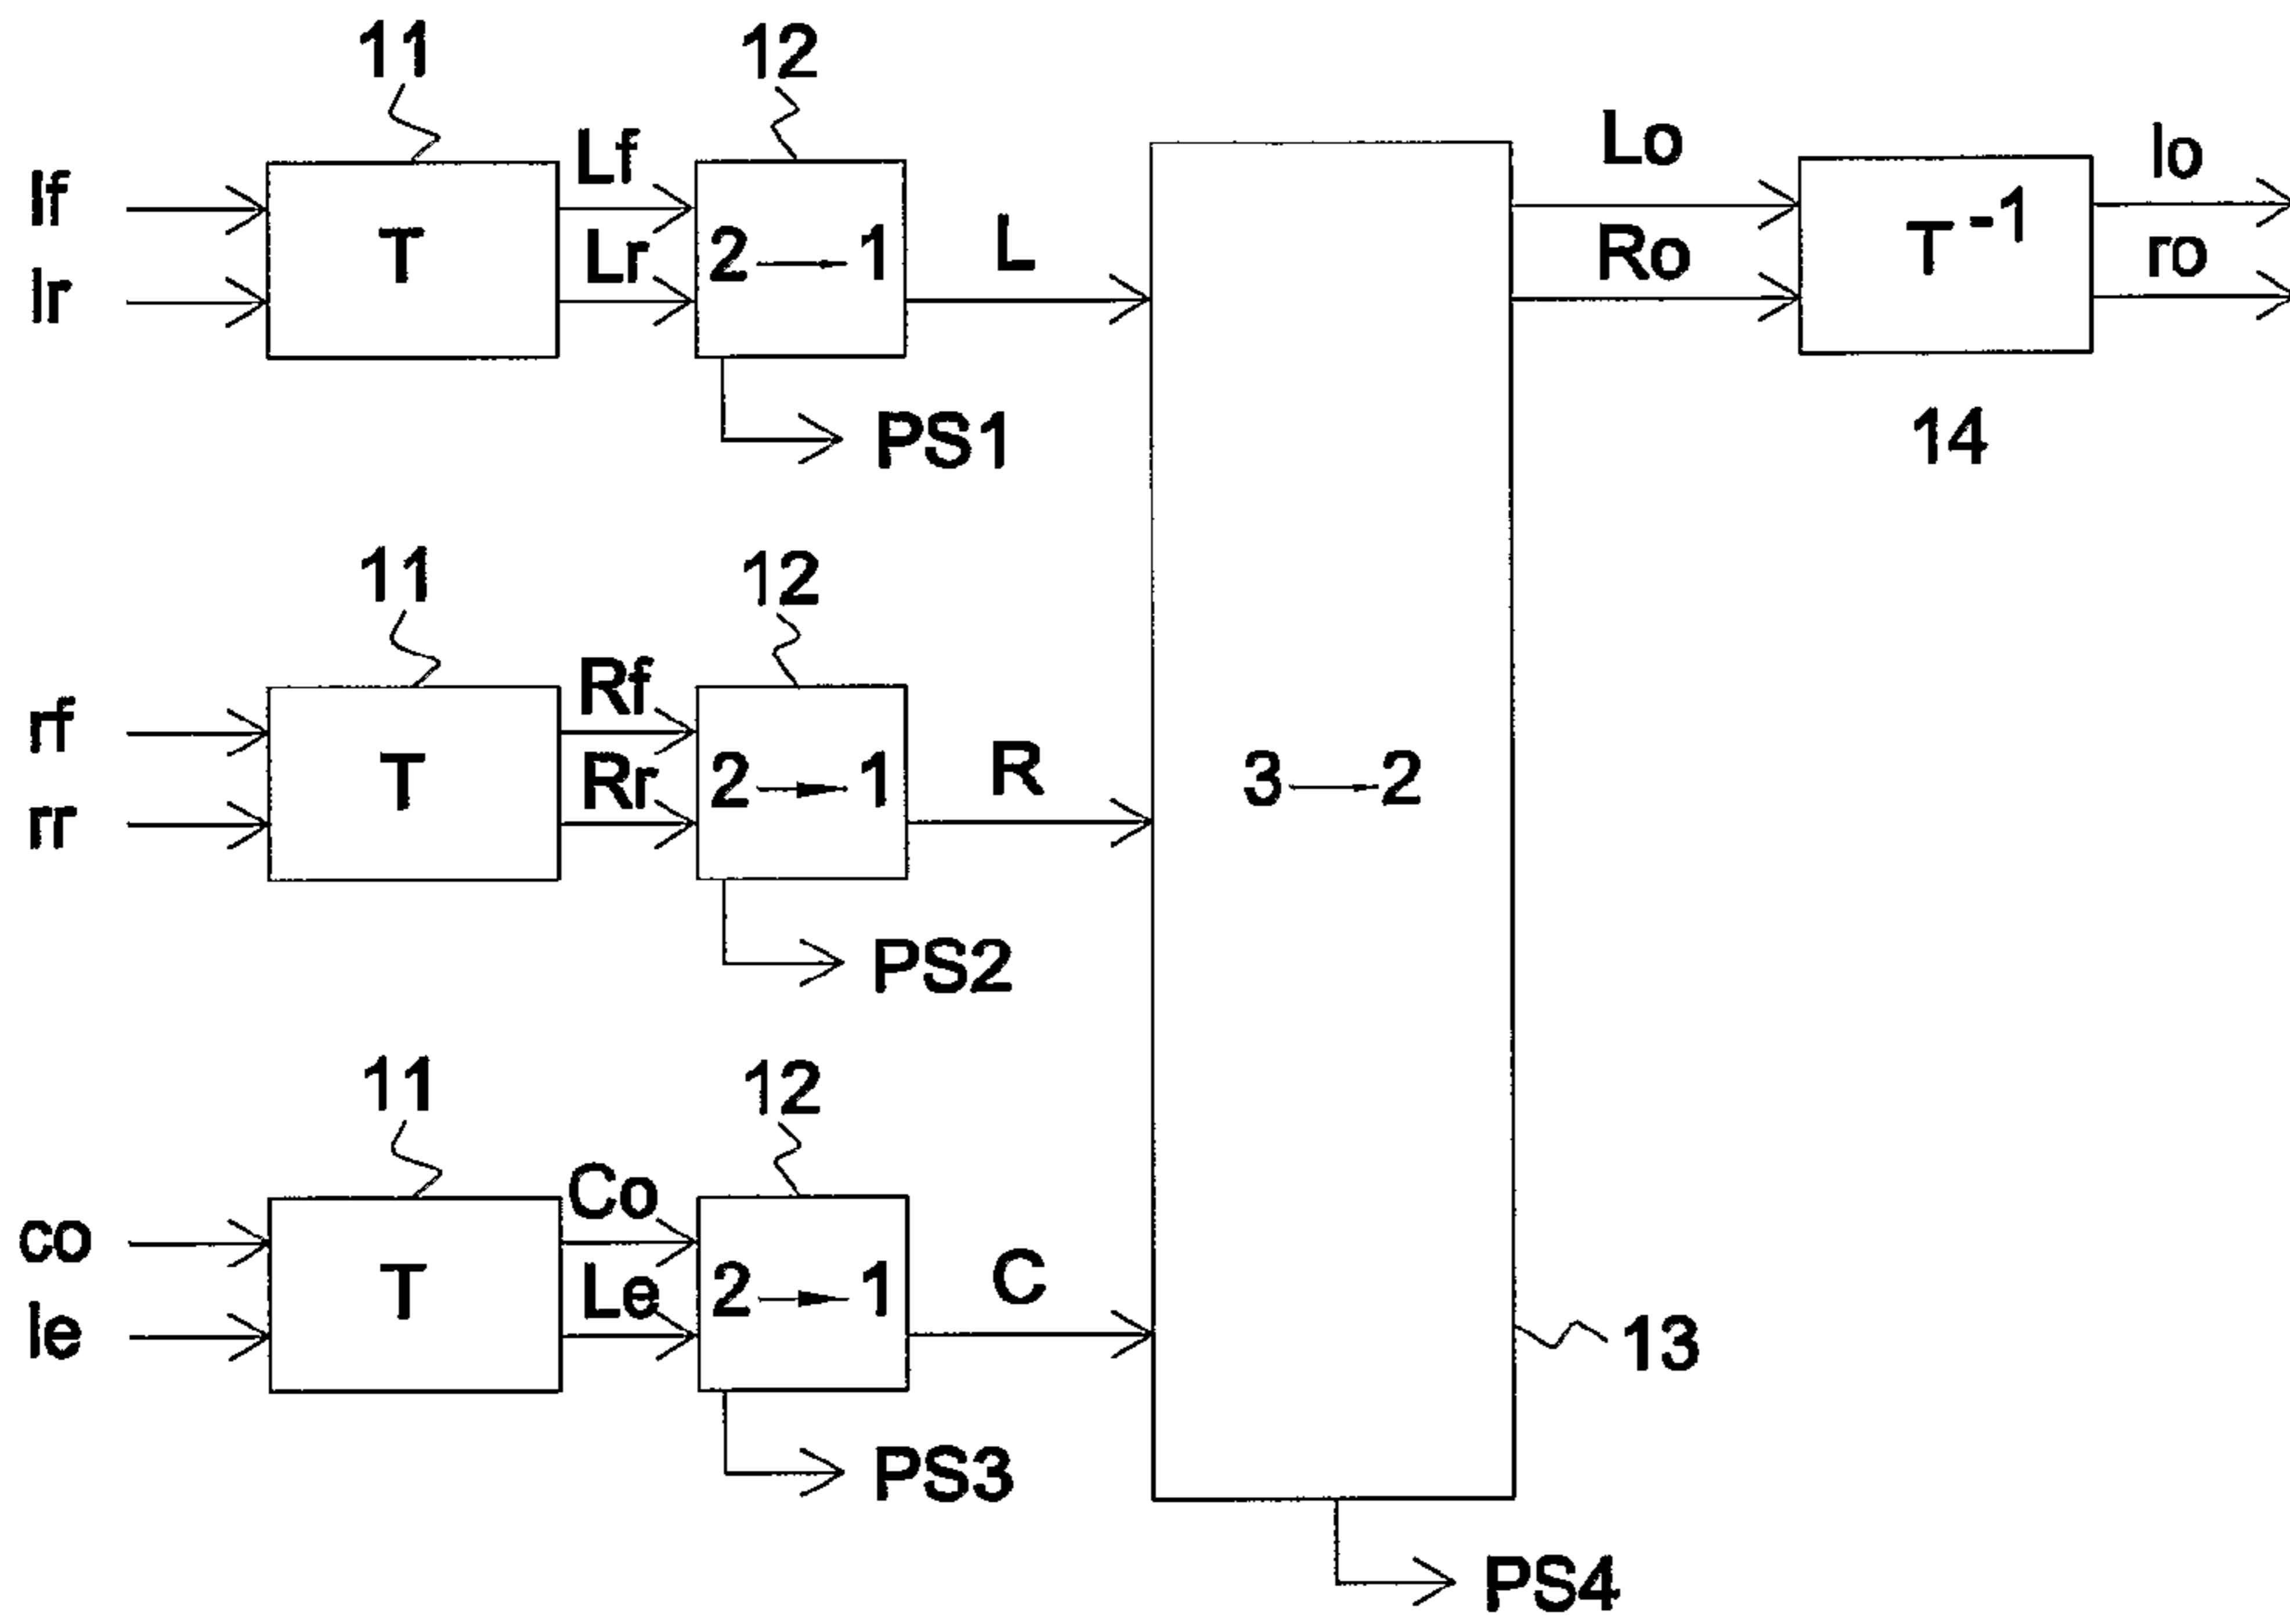 11
12
lf
lr
T
Lf
Lr
2 → 1
L
PS1
Lo
Ro
T -1
lo
ro
14
11
12
rf
rr
T
Rf
Rr
2 → 1
R
PS2
3 → 2
11
12
co
le
T
Co
Le
2 → 1
C
PS3
13
PS4